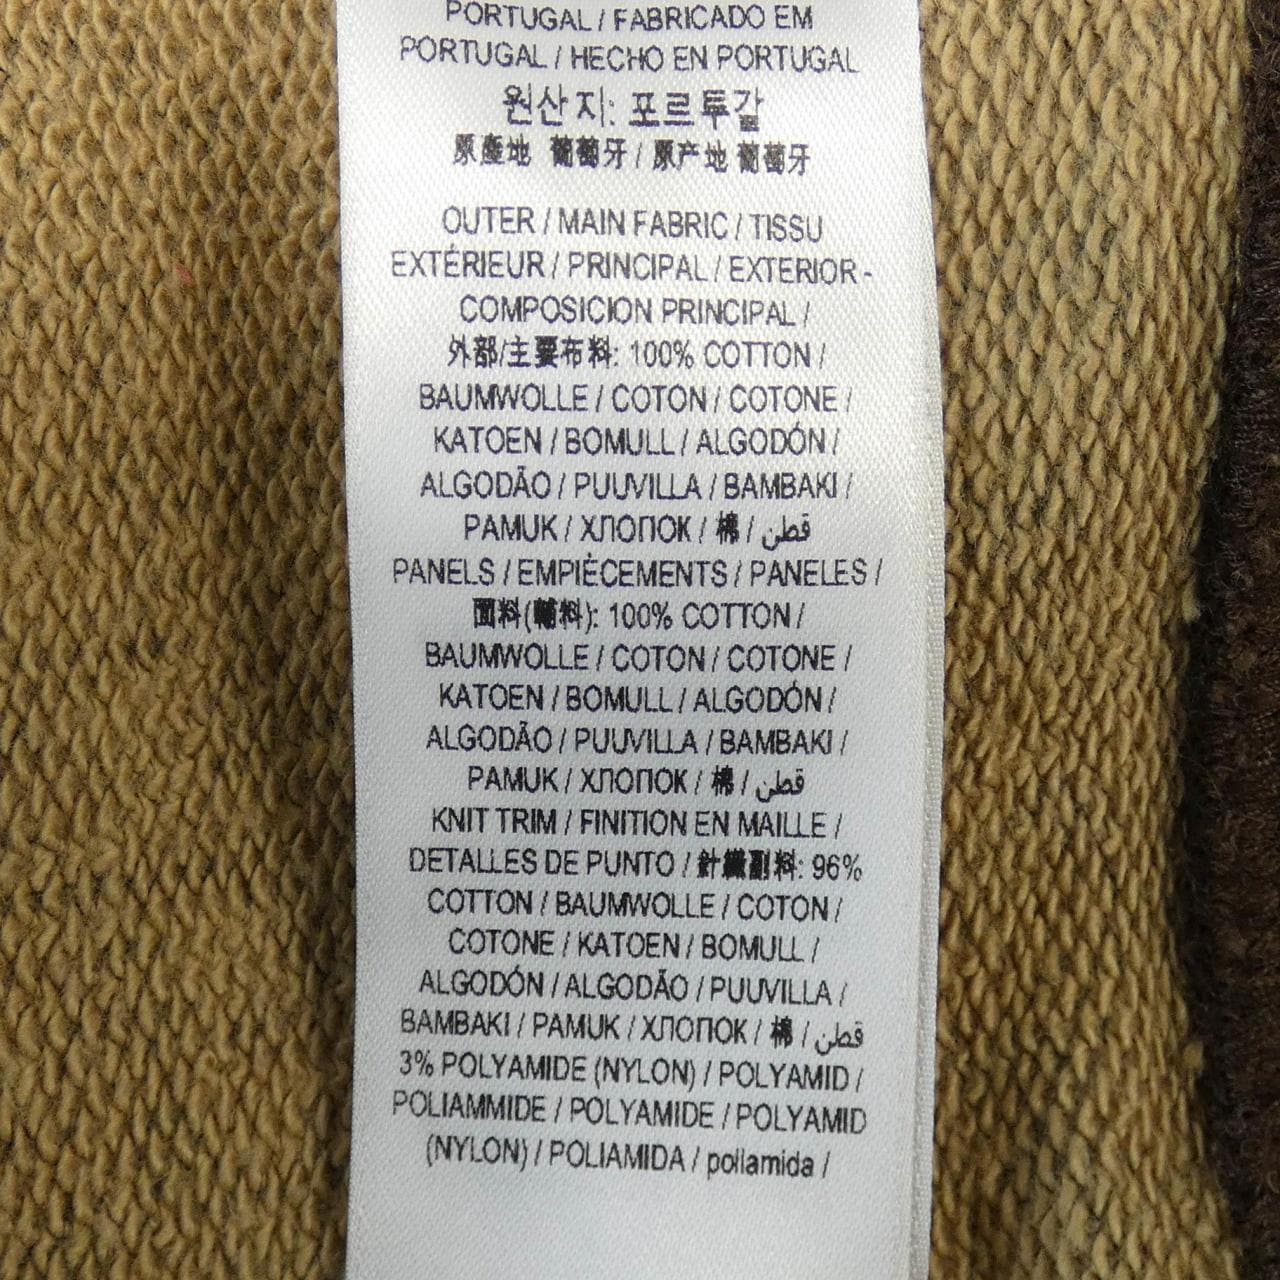 PORTUGAL / FABRICADO EM
PORTUGAL / HECHO EN PORTUGAL
원산지: 포르투갈
原產地 葡萄牙 / 原产地 葡萄牙
OUTER / MAIN FABRIC / TISSU
EXTÉRIEUR / PRINCIPAL / EXTERIOR -
COMPOSICION PRINCIPAL /
外部/主要布料: 100% COTTON /
BAUMWOLLE / COTON / COTONE /
KATOEN / BOMULL / ALGODÓN /
ALGODÃO / PUUVILLA / BAMBAKI /
PAMUK / ХЛОПОК / 棉 / قطن
PANELS / EMPIÈCEMENTS / PANELES /
面料(輔料): 100% COTTON /
BAUMWOLLE / COTON / COTONE /
KATOEN / BOMULL / ALGODÓN /
ALGODÃO / PUUVILLA / BAMBAKI /
PAMUK / ХЛОПОК / 棉 / قطن
KNIT TRIM / FINITION EN MAILLE /
DETALLES DE PUNTO / 針織副料: 96%
COTTON / BAUMWOLLE / COTON /
COTONE / KATOEN / BOMULL /
ALGODÓN / ALGODÃO / PUUVILLA /
BAMBAKI / PAMUK / ХЛОПОК / 棉 / قطن
3% POLYAMIDE (NYLON) / POLYAMID /
POLIAMMIDE / POLYAMIDE / POLYAMID
(NYLON) / POLIAMIDA / poliamida /